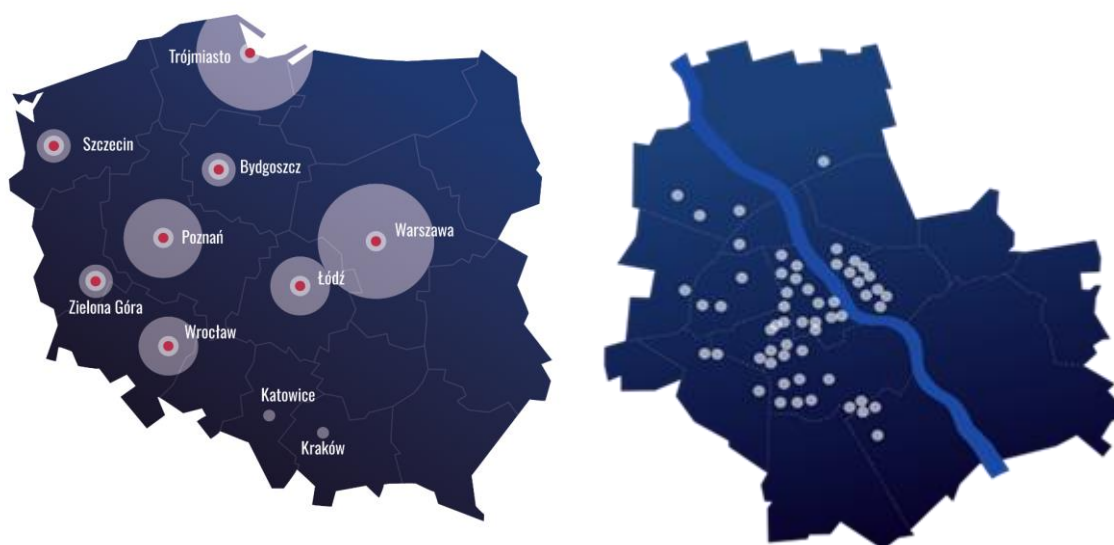 Trójmiasto
Szczecin
Bydgoszcz
Poznań
Warszawa
Łódź
Zielona Góra
Wrocław
Katowice
Kraków